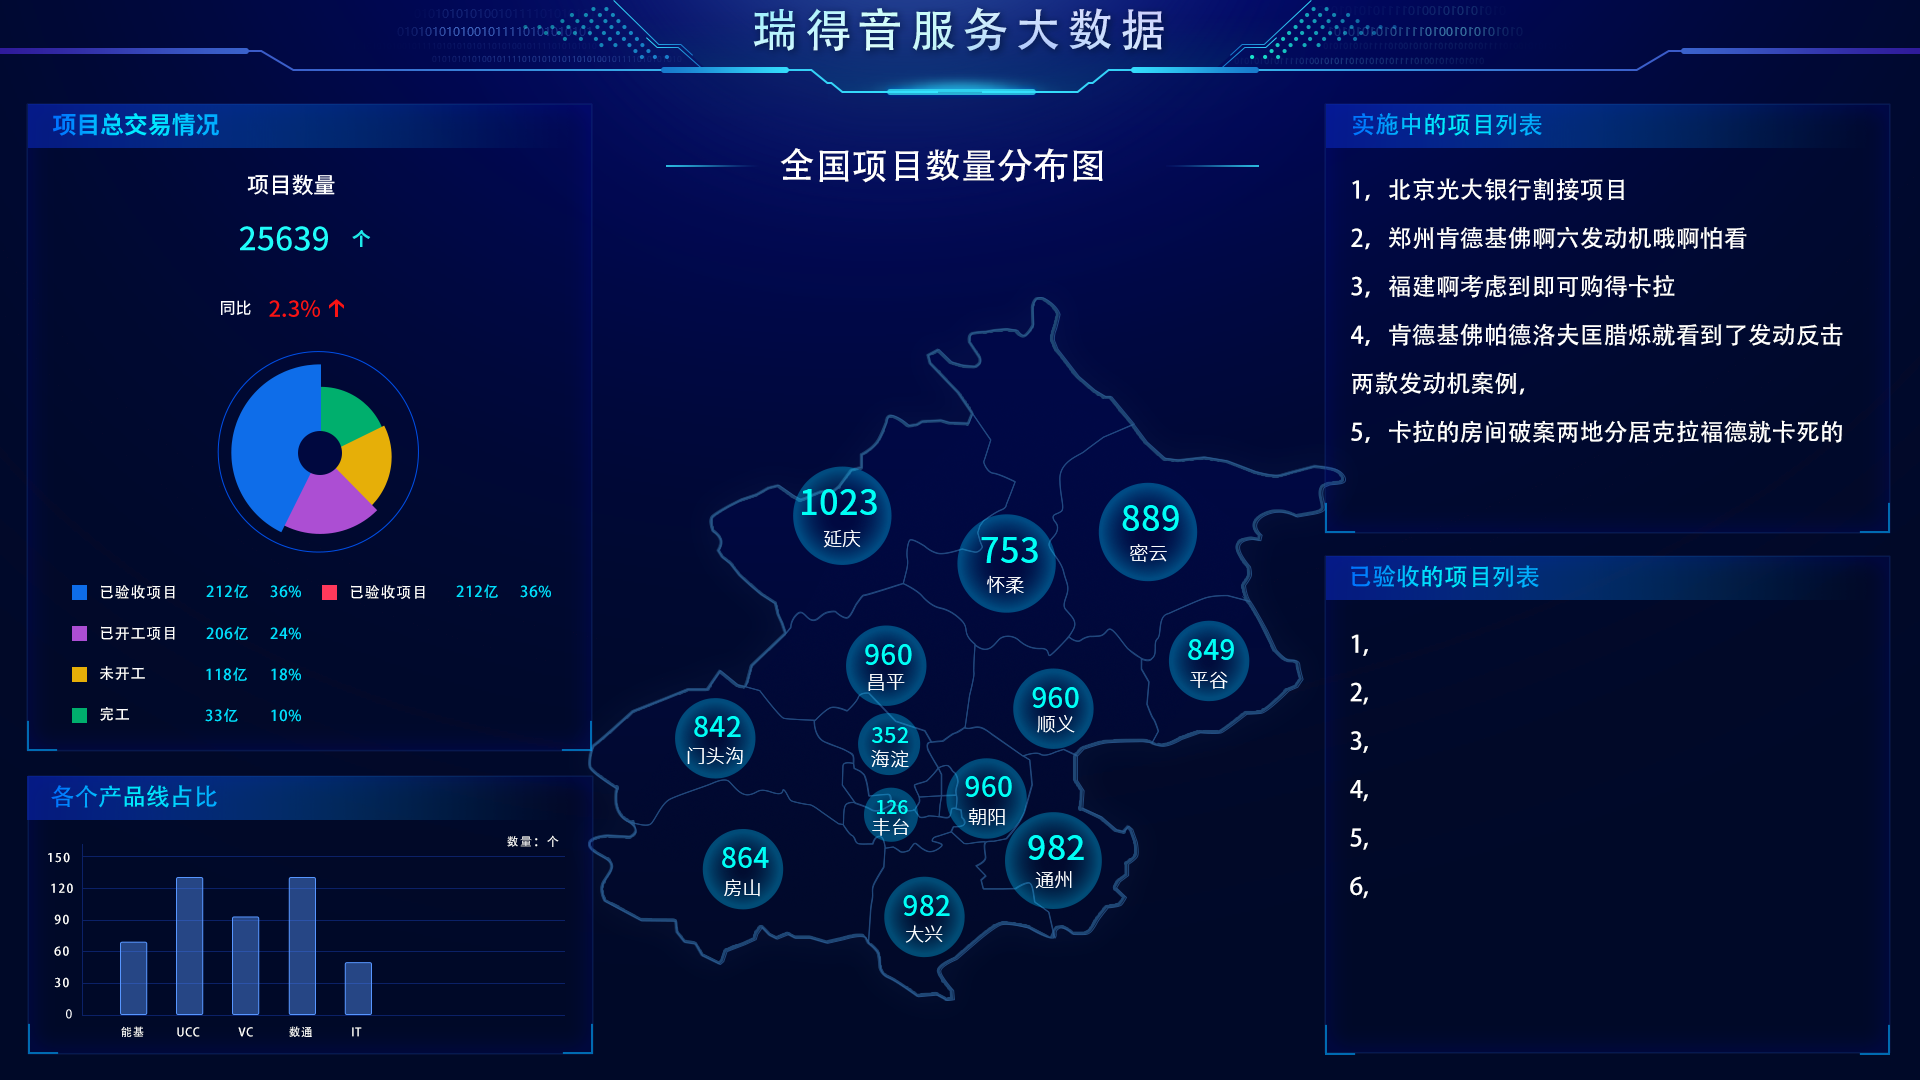 瑞得音服务大数据
项目总交易情况
项目数量
25639 个
同比 2.3%
已验收项目 212亿 36%
已验收项目 212亿 36%
已开工项目 206亿 24%
未开工 118亿 18%
完工 33亿 10%
各个产品线占比
数量：个
150
120
90
60
30
0
能基 UCC VC 数通 IT
全国项目数量分布图
1023
延庆
753
怀柔
889
密云
960
昌平
849
平谷
960
顺义
842
门头沟
352
海淀
960
朝阳
126
丰台
982
通州
864
房山
982
大兴
实施中的项目列表
1，北京光大银行割接项目
2，郑州肯德基佛啊六发动机哦啊怕看
3，福建啊考虑到即可购得卡拉
4，肯德基佛帕德洛夫匡腊烁就看到了发动反击
两款发动机案例，
5，卡拉的房间破案两地分居克拉福德就卡死的
已验收的项目列表
1，
2，
3，
4，
5，
6，